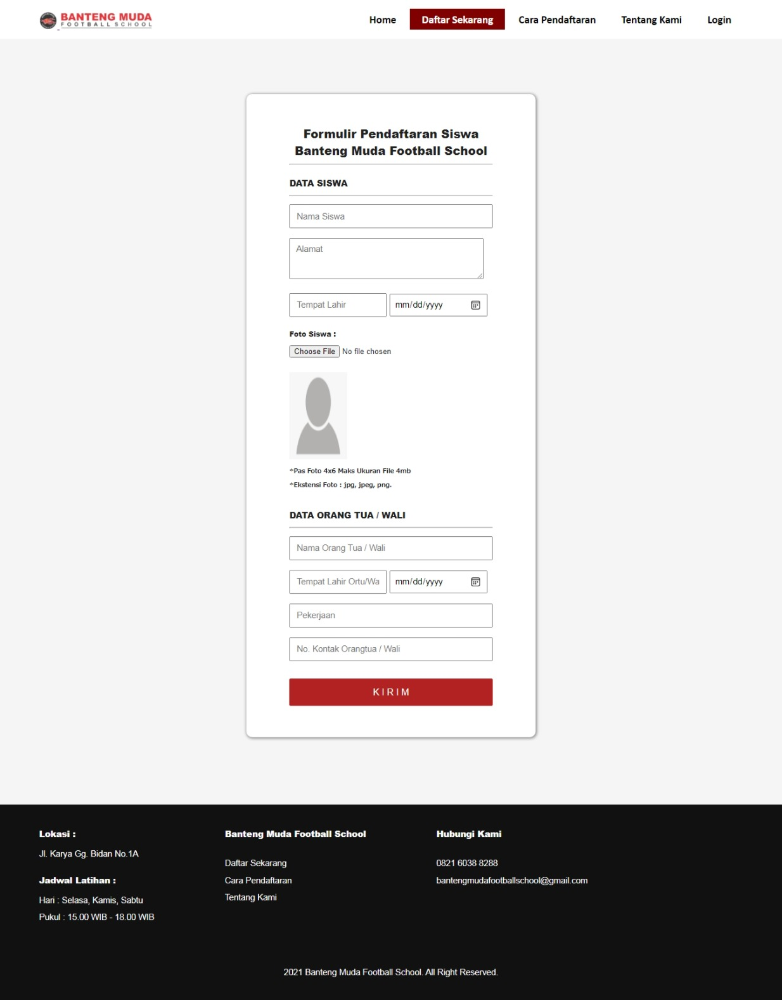 BANTENG MUDA
FOOTBALL SCHOOL
Home
Daftar Sekarang
Cara Pendaftaran
Tentang Kami
Login
Formulir Pendaftaran Siswa
Banteng Muda Football School
DATA SISWA
Nama Siswa
Alamat
Tempat Lahir
mm/dd/yyyy
Foto Siswa :
Choose File No file chosen
*Pas Foto 4x6 Maks Ukuran File 4mb
*Ekstensi Foto : jpg, jpeg, png.
DATA ORANG TUA / WALI
Nama Orang Tua / Wali
Tempat Lahir Ortu/Wa
mm/dd/yyyy
Pekerjaan
No. Kontak Orangtua / Wali
KIRIM
Lokasi :
Jl. Karya Gg. Bidan No.1A
Jadwal Latihan :
Hari : Selasa, Kamis, Sabtu
Pukul : 15.00 WIB - 18.00 WIB
Banteng Muda Football School
Daftar Sekarang
Cara Pendaftaran
Tentang Kami
Hubungi Kami
0821 6038 8288
bantengmudafootballschool@gmail.com
2021 Banteng Muda Football School. All Right Reserved.